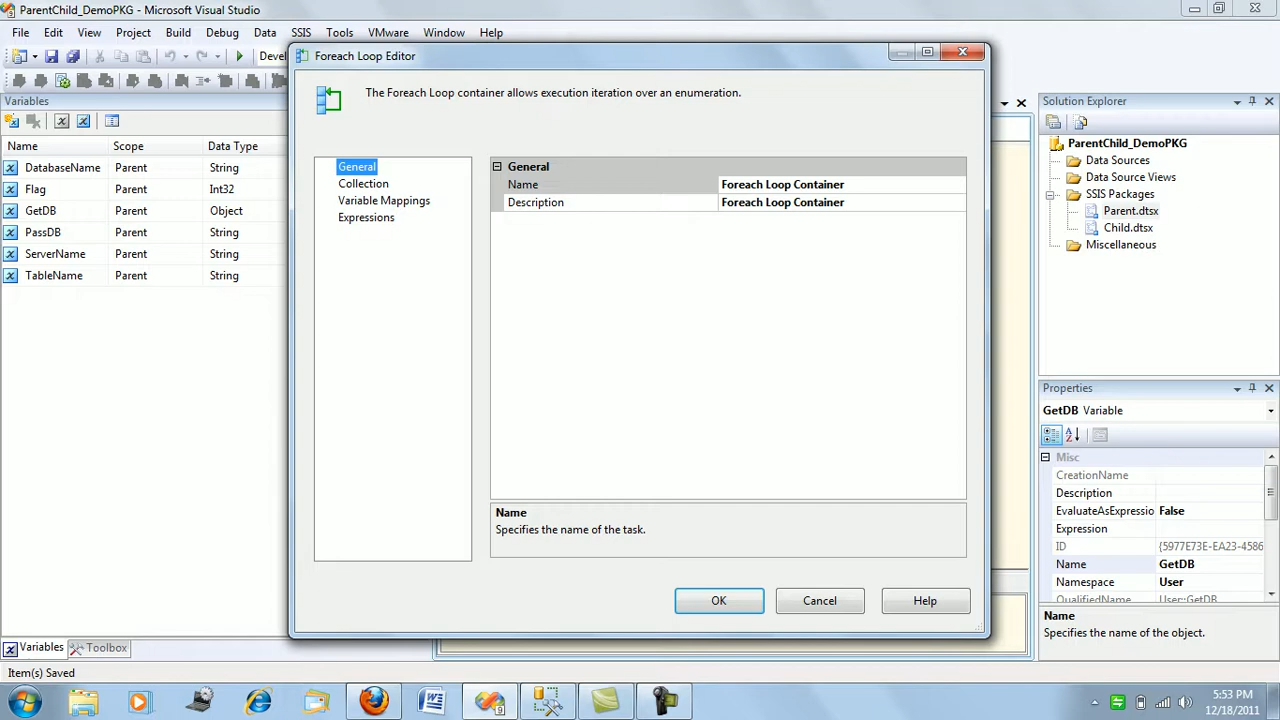 ParentChild_DemoPKG - Microsoft Visual Studio
File Edit View Project Build Debug Data SSIS Tools VMware Window Help
Foreach Loop Editor
The Foreach Loop container allows execution iteration over an enumeration.
Variables
Name Scope Data Type
DatabaseName Parent String
Flag Parent Int32
GetDB Parent Object
PassDB Parent String
ServerName Parent String
TableName Parent String
General
Collection
Variable Mappings
Expressions
General
Name Foreach Loop Container
Description Foreach Loop Container
Name
Specifies the name of the task.
OK Cancel Help
Solution Explorer
ParentChild_DemoPKG
Data Sources
Data Source Views
SSIS Packages
Parent.dtsx
Child.dtsx
Miscellaneous
Properties
GetDB Variable
Misc
CreationName
Description
EvaluateAsExpressio False
Expression
ID {5977E73E-EA23-4586
Name GetDB
Namespace User
QualifiedName User::GetDB
Name
Specifies the name of the object.
Variables Toolbox
Item(s) Saved
5:53 PM
12/18/2011